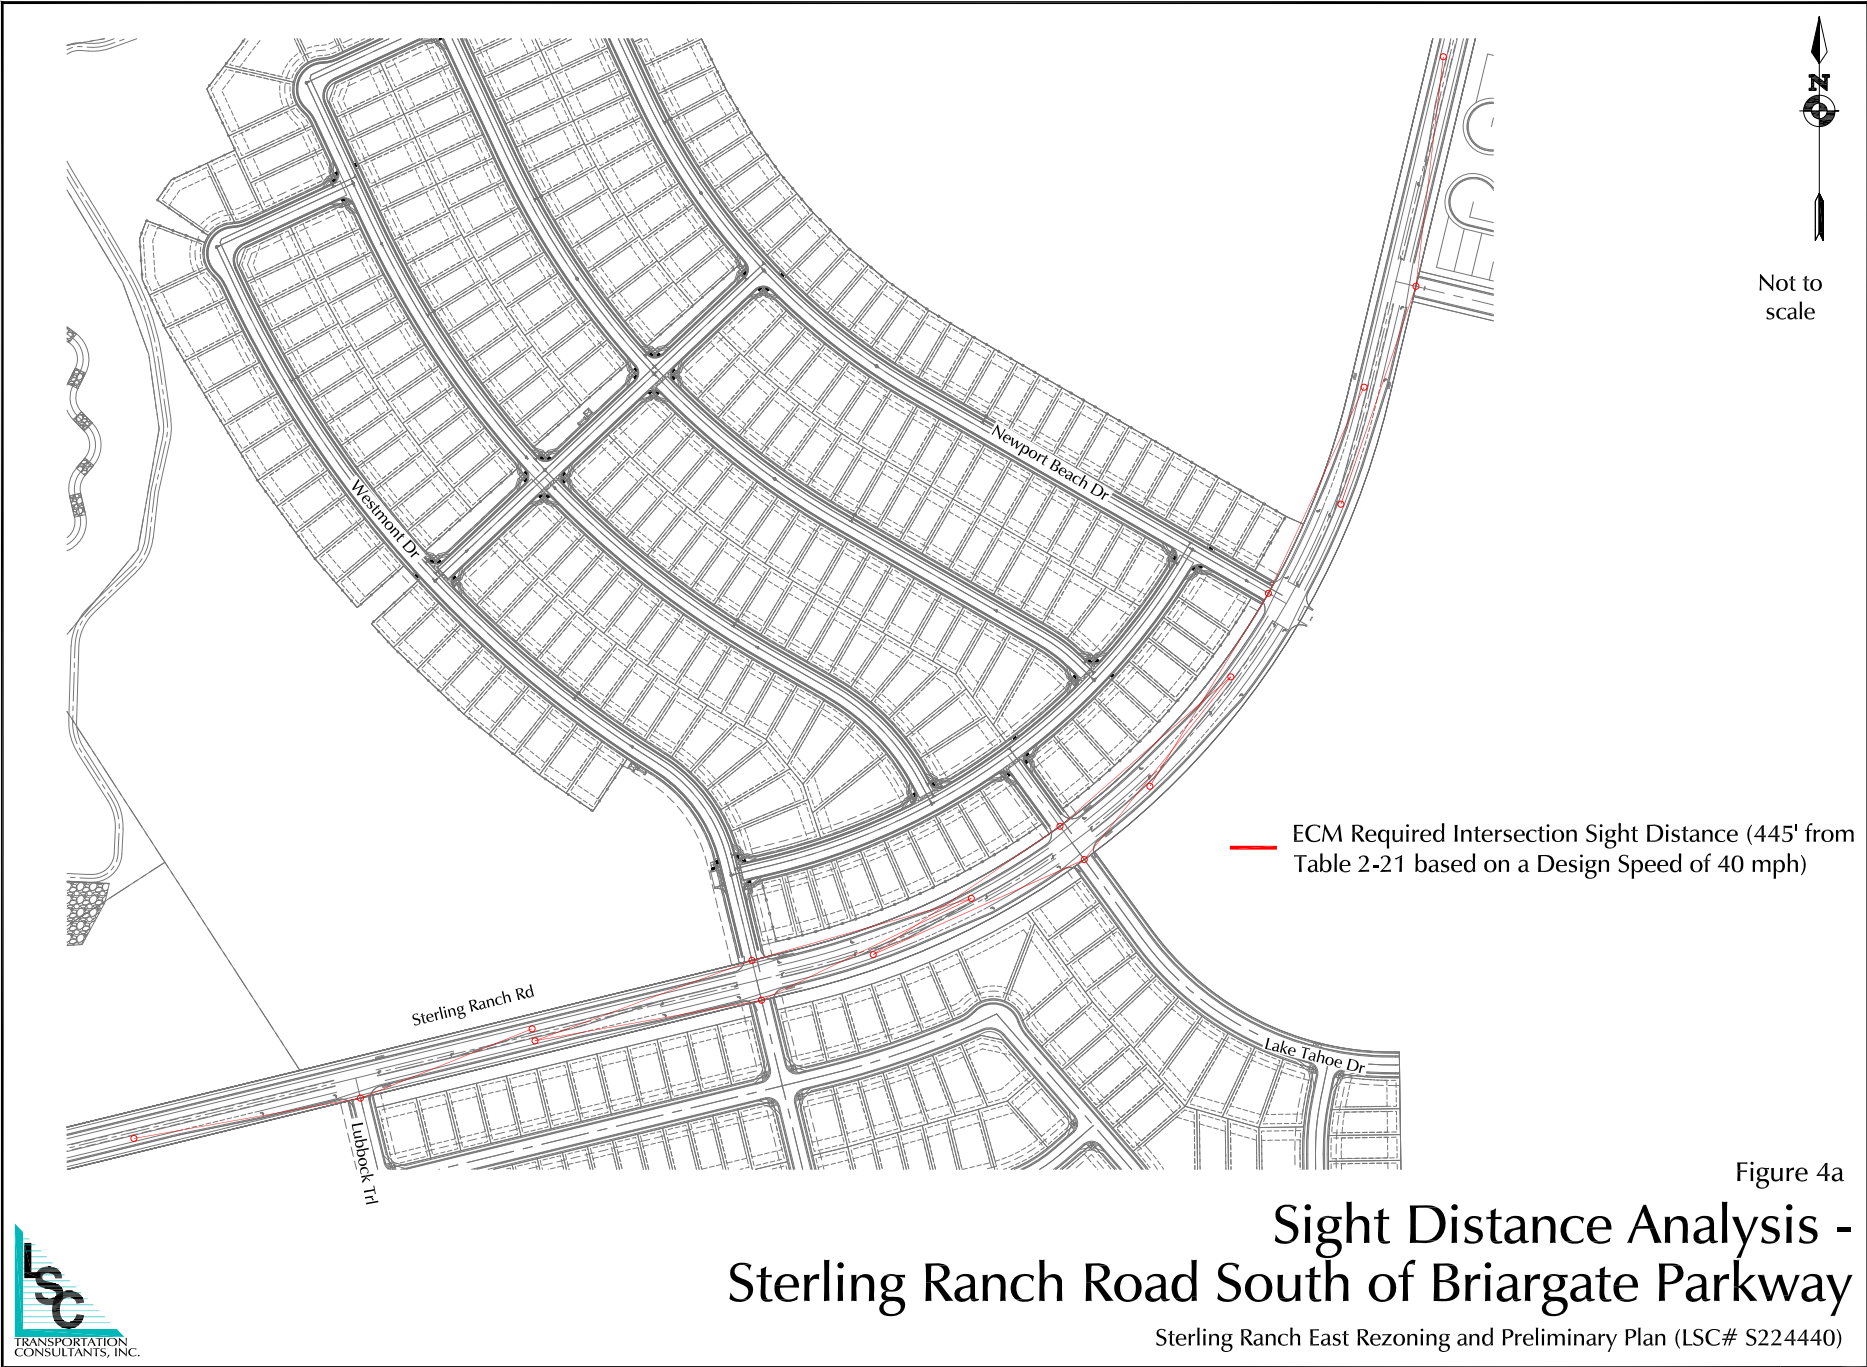 N
Not to
scale
Newport Beach Dr
Westmont Dr
ECM Required Intersection Sight Distance (445' from
Table 2-21 based on a Design Speed of 40 mph)
Sterling Ranch Rd
Lake Tahoe Dr
Lubbock Trl
Figure 4a
Sight Distance Analysis -
Sterling Ranch Road South of Briargate Parkway
Sterling Ranch East Rezoning and Preliminary Plan (LSC# S224440)
LSC
TRANSPORTATION
CONSULTANTS, INC.